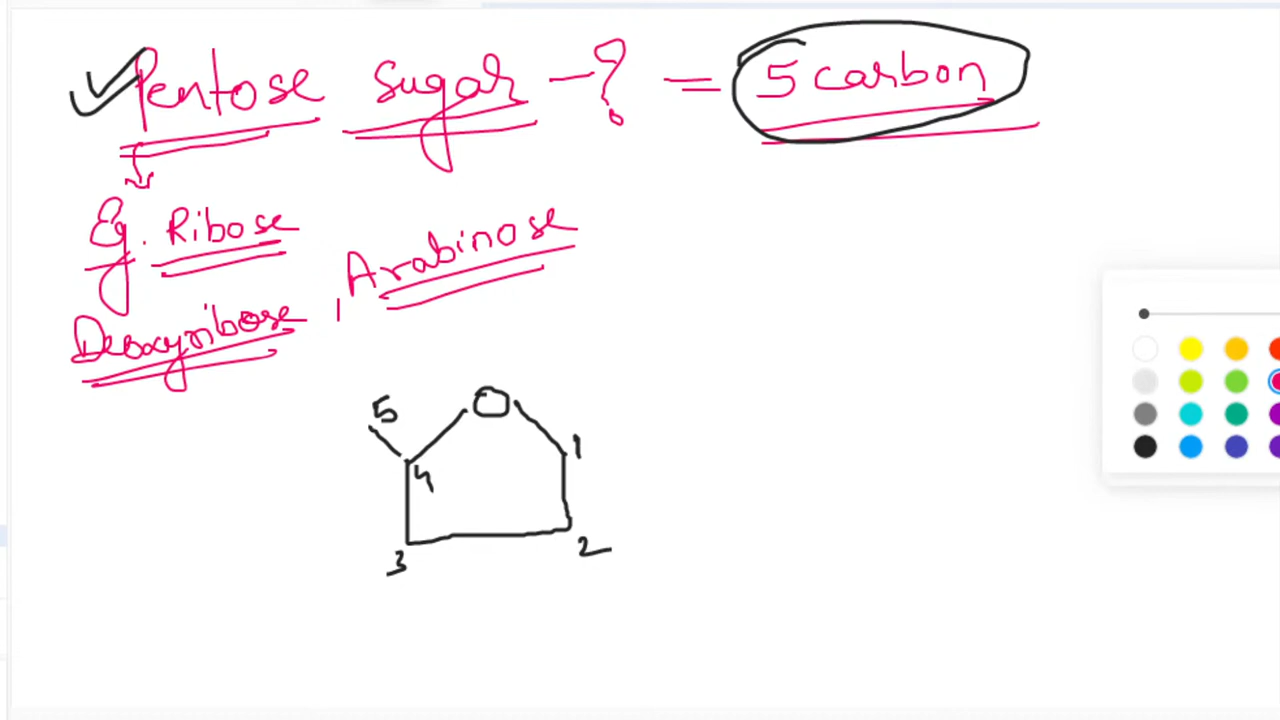 Pentose sugar - ? = 5 carbon
Eg. Ribose
Deoxyribose, Arabinose
5
O
1
4
3
2